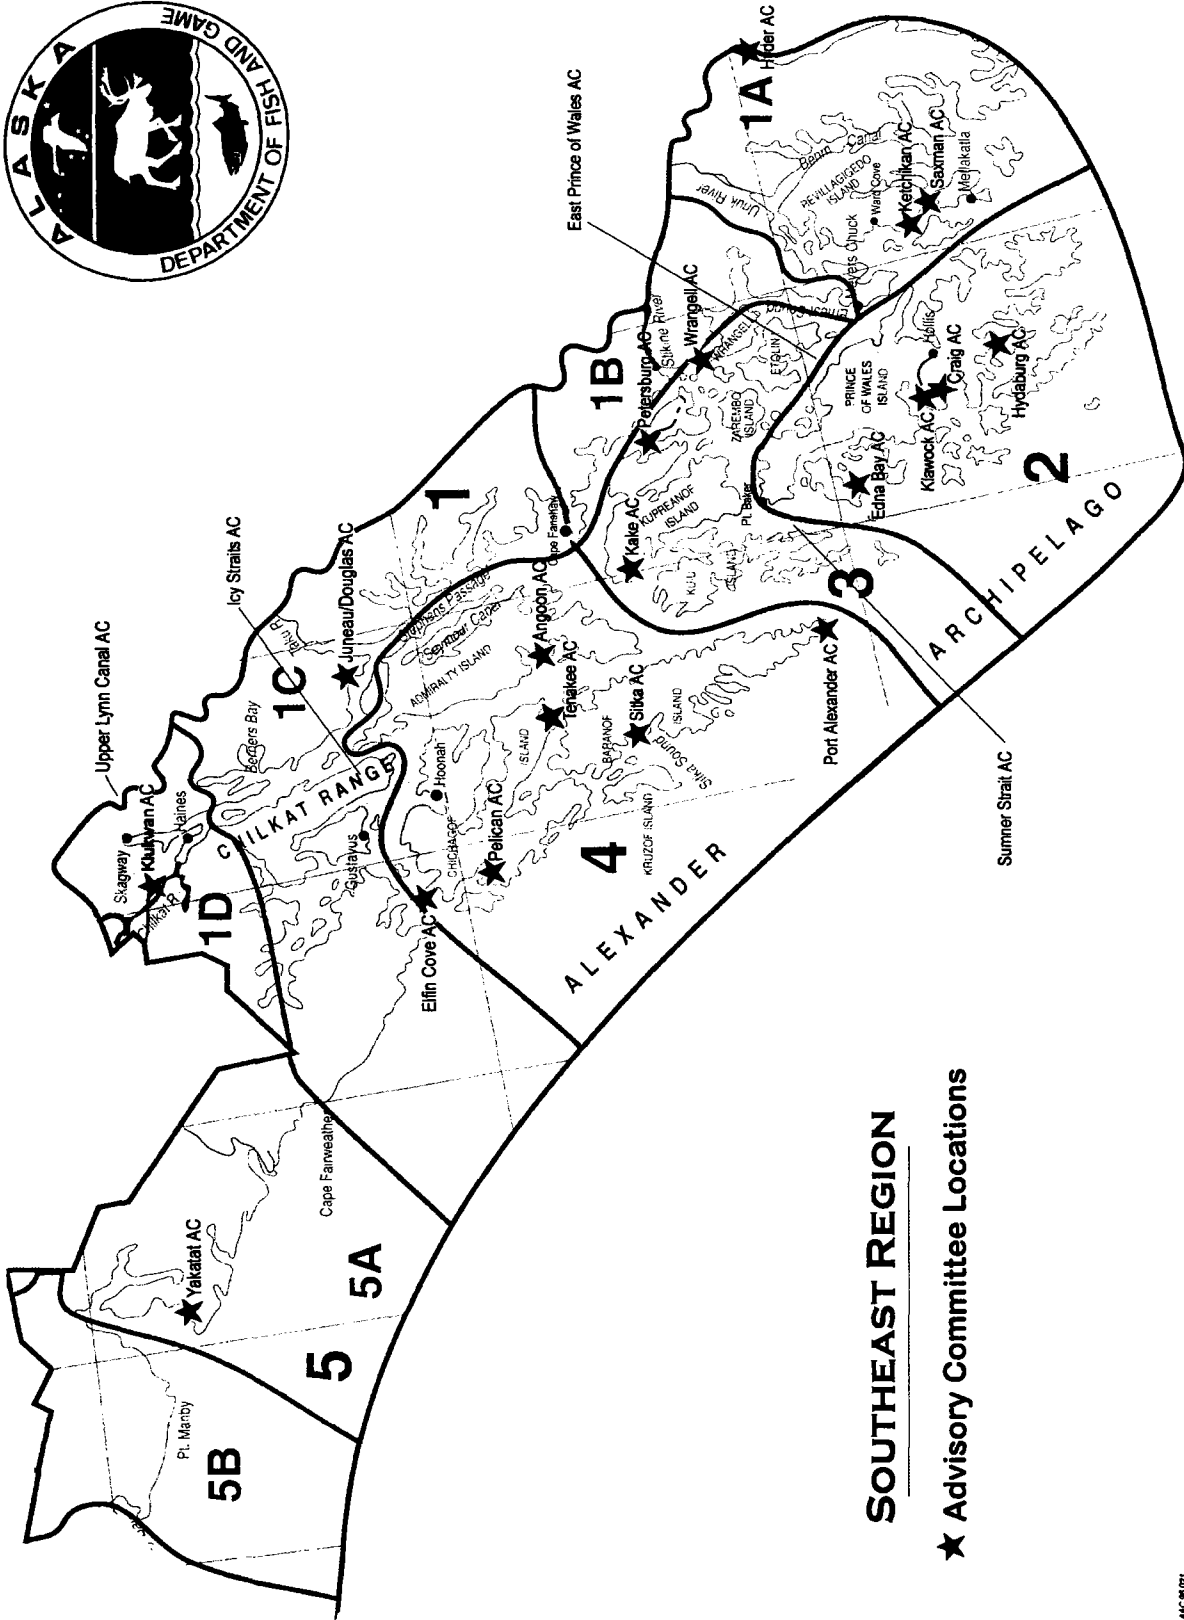 ALASKA
DEPARTMENT OF FISH AND GAME
Upper Lynn Canal AC
Icy Straits AC
East Prince of Wales AC
Skagway
Klukwan AC
Haines
Chilkat R
1D
Berners Bay
1C
Taku R
Juneau/Douglas AC
1
CHILKAT RANGE
Gustavus
Hoonah
Stephens Passage
Seymour Canal
ADMIRALTY ISLAND
Angoon AC
Cape Fanshaw
1B
Petersburg AC
Stikine River
Wrangell AC
WRANGELL
Unuk River
1A
Hyder AC
Behm Canal
REVILLAGIGEDO
ISLAND
Ward Cove
Ketchikan AC
Saxman AC
Metlakatla
Meyers Chuck
Ernest Sound
ETOLIN
ZAREMBO
ISLAND
KUPREANOF
ISLAND
Kake AC
KUIU
ISLAND
Pt. Baker
3
PRINCE
OF WALES
ISLAND
Hollis
Craig AC
Klawock AC
Hydaburg AC
Edna Bay AC
2
Elfin Cove AC
CHICHAGOF
ISLAND
Pelican AC
Tenakee AC
Sitka AC
BARANOF
ISLAND
Sitka Sound
KRUZOF ISLAND
4
Port Alexander AC
Sumner Strait AC
ALEXANDER
ARCHIPELAGO
Cape Fairweather
Yakatat AC
5A
5
Pt. Manby
5B
SOUTHEAST REGION
Advisory Committee Locations